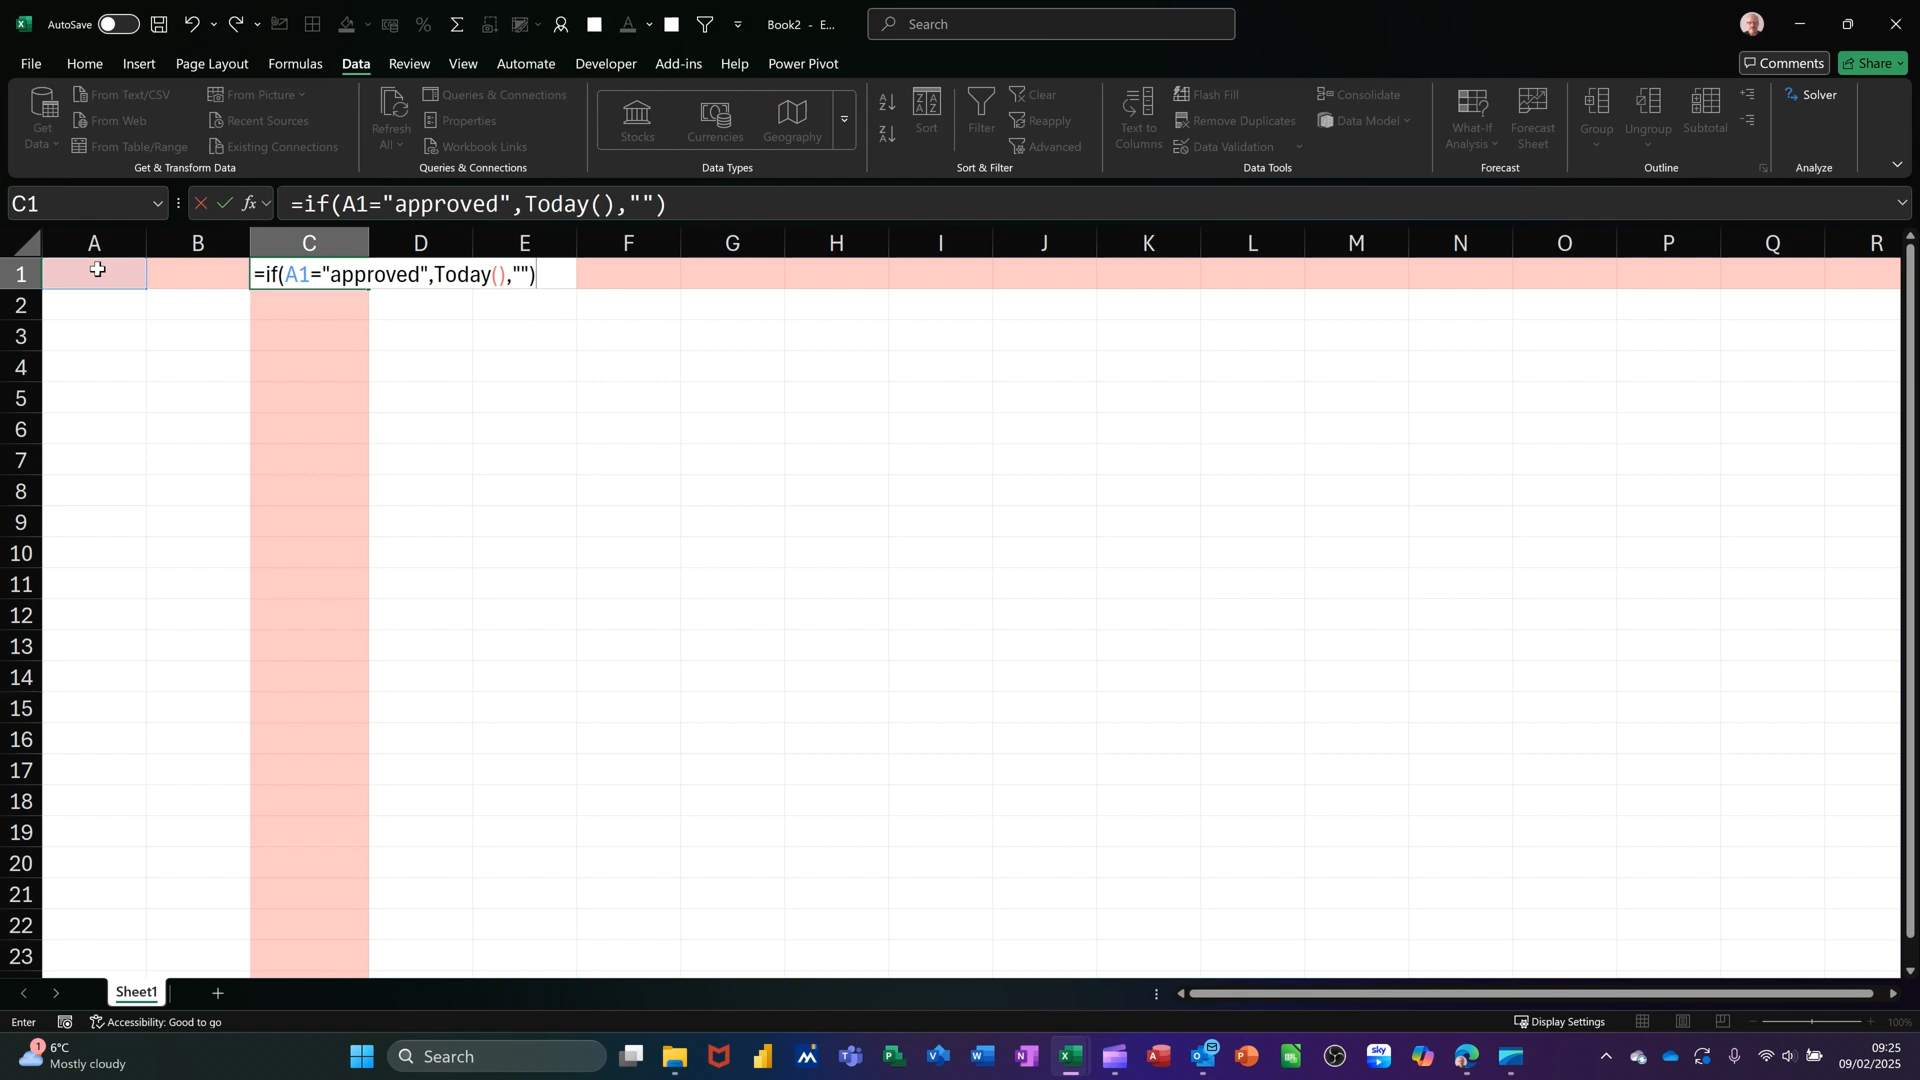 AutoSave
Book2 - E...
Search
File Home Insert Page Layout Formulas Data Review View Automate Developer Add-ins Help Power Pivot
Comments Share
Get Data
From Text/CSV
From Web
From Table/Range
From Picture
Recent Sources
Existing Connections
Get & Transform Data
Refresh All
Queries & Connections
Properties
Workbook Links
Queries & Connections
Stocks
Currencies
Geography
Data Types
Sort
Filter
Clear
Reapply
Advanced
Sort & Filter
Text to Columns
Flash Fill
Remove Duplicates
Data Validation
Consolidate
Data Model
Data Tools
What-If Analysis
Forecast Sheet
Forecast
Group
Ungroup
Subtotal
Outline
Solver
Analyze
C1
fx
=if(A1="approved",Today(),"")
A B C D E F G H I J K L M N O P Q R
1 =if(A1="approved",Today(),"")
2
3
4
5
6
7
8
9
10
11
12
13
14
15
16
17
18
19
20
21
22
23
Sheet1
Enter
Accessibility: Good to go
Display Settings
100%
1
6°C
Mostly cloudy
Search
sky
09:25
09/02/2025